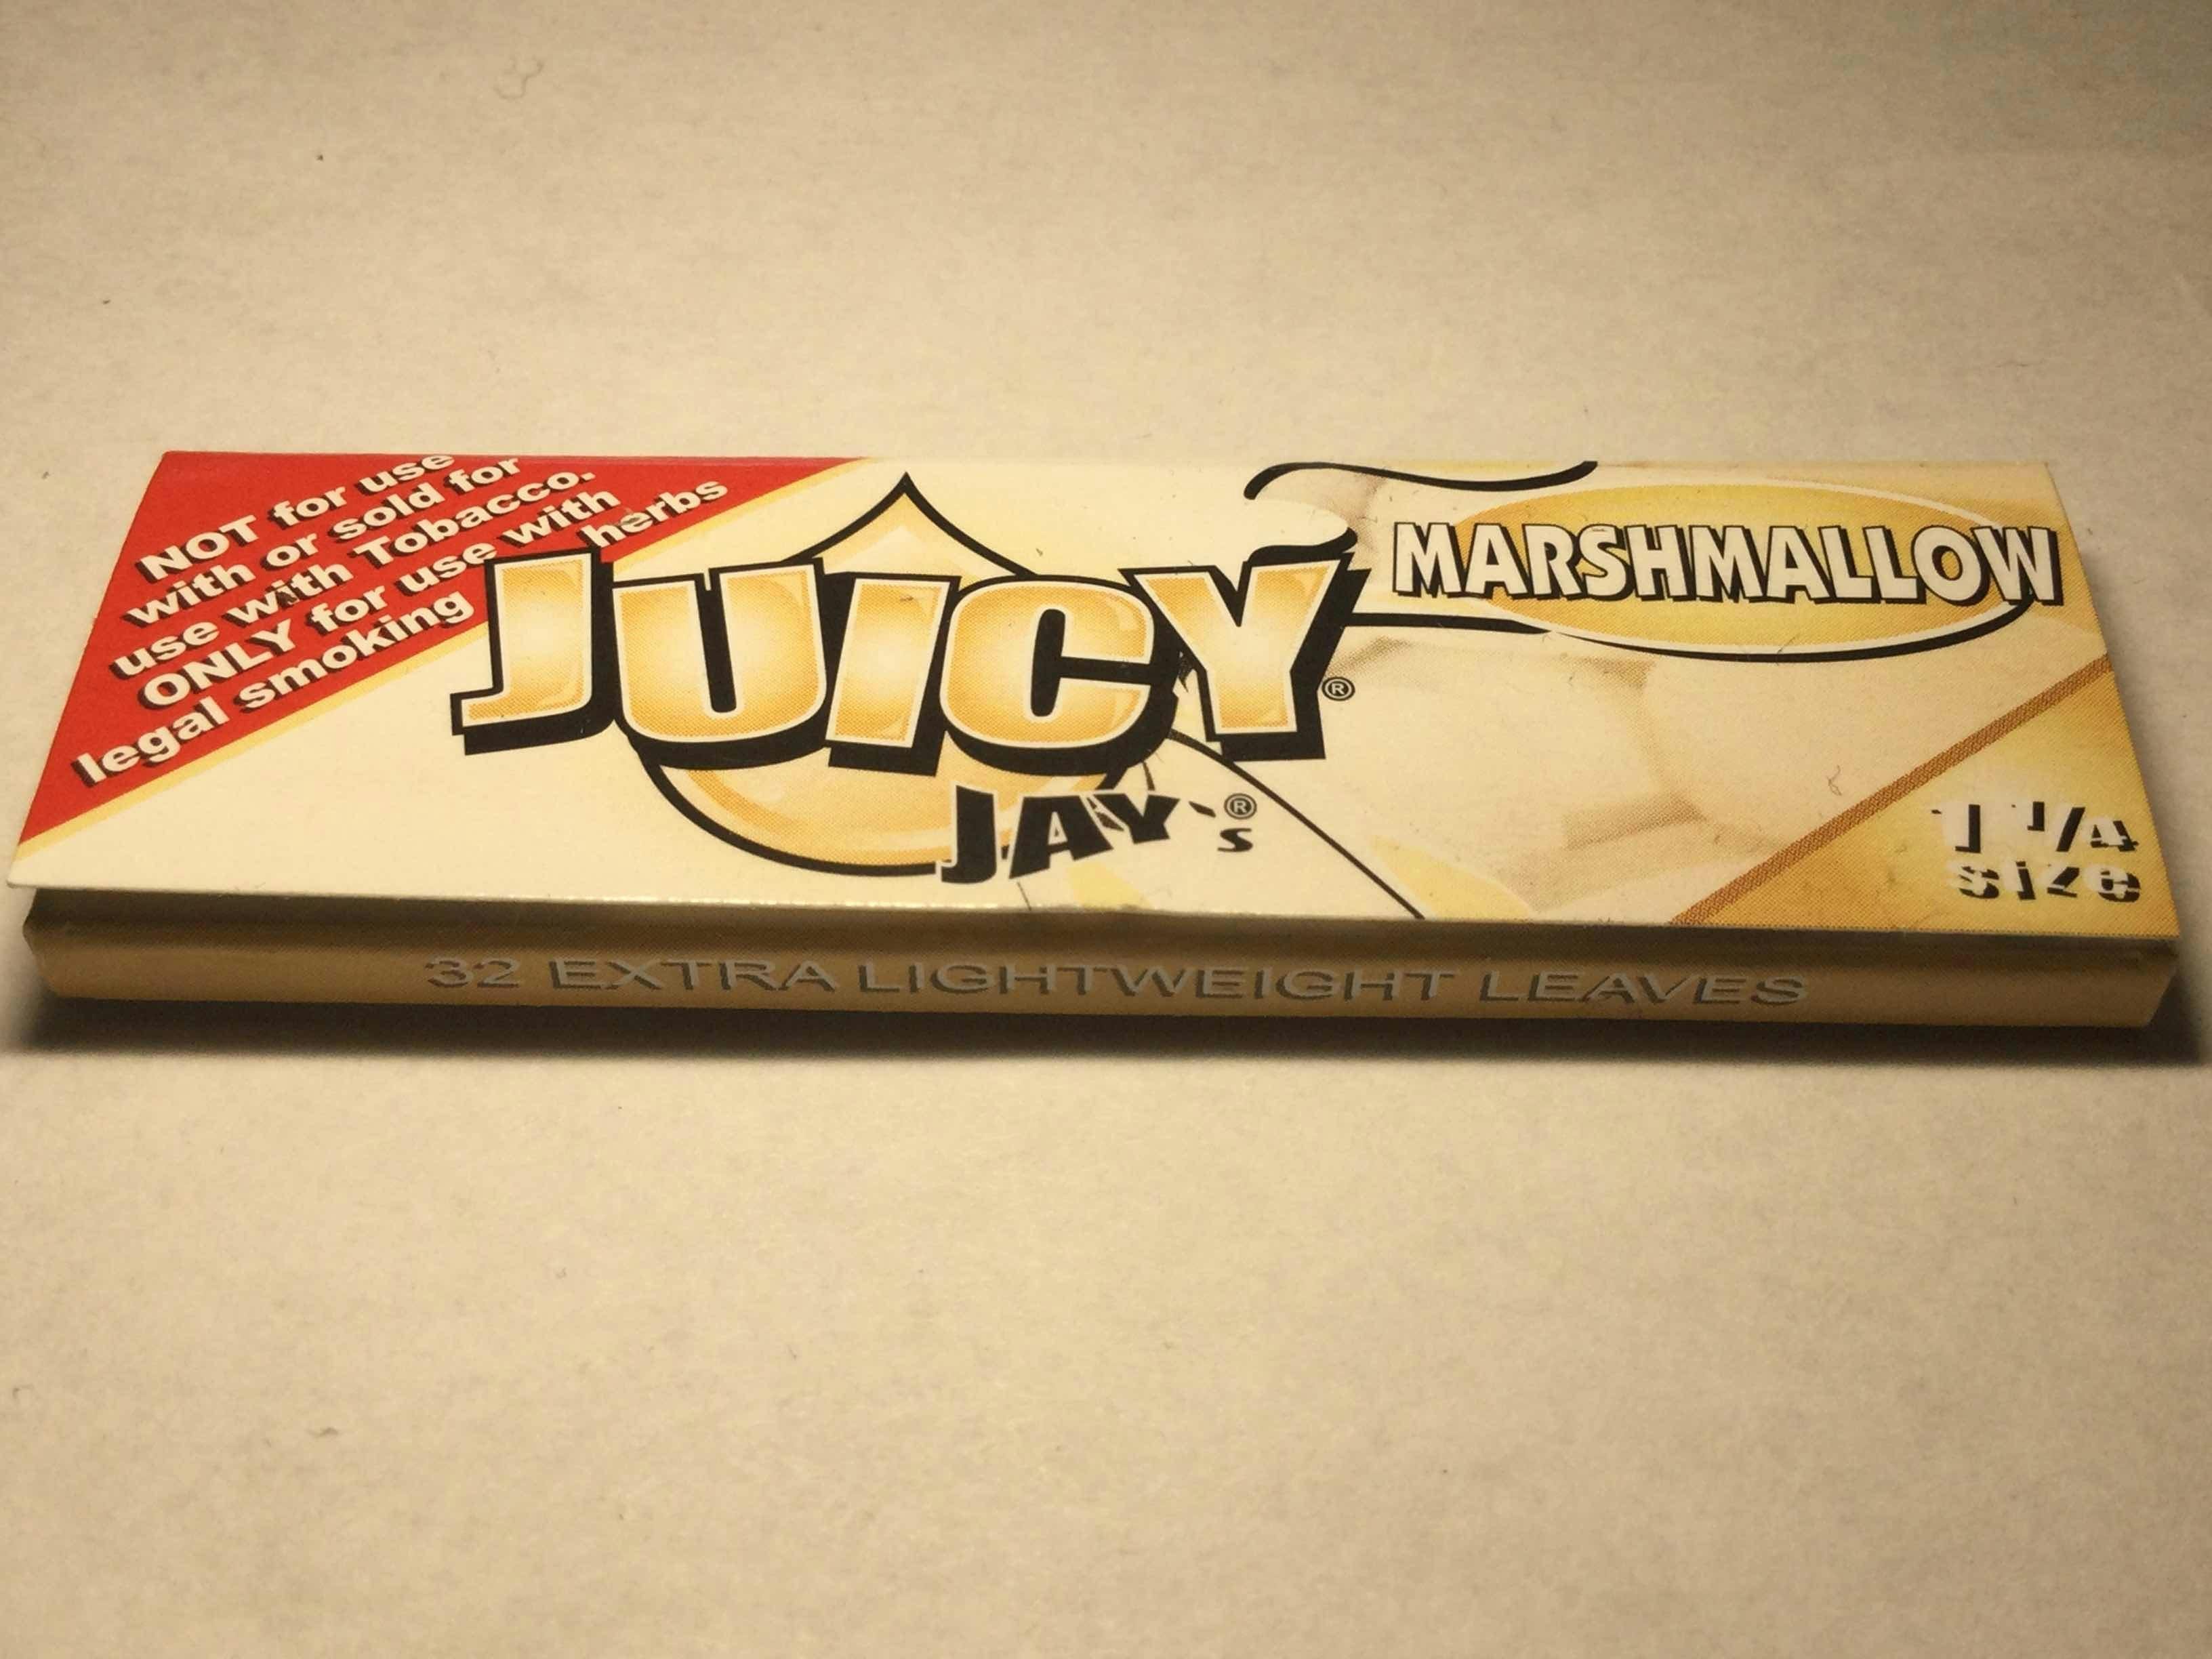 NOT for use
with or sold for
use with Tobacco.
ONLY for use with
legal smoking herbs
JUICY®
JAY'S®
MARSHMALLOW
1 1/4
size
32 EXTRA LIGHTWEIGHT LEAVES